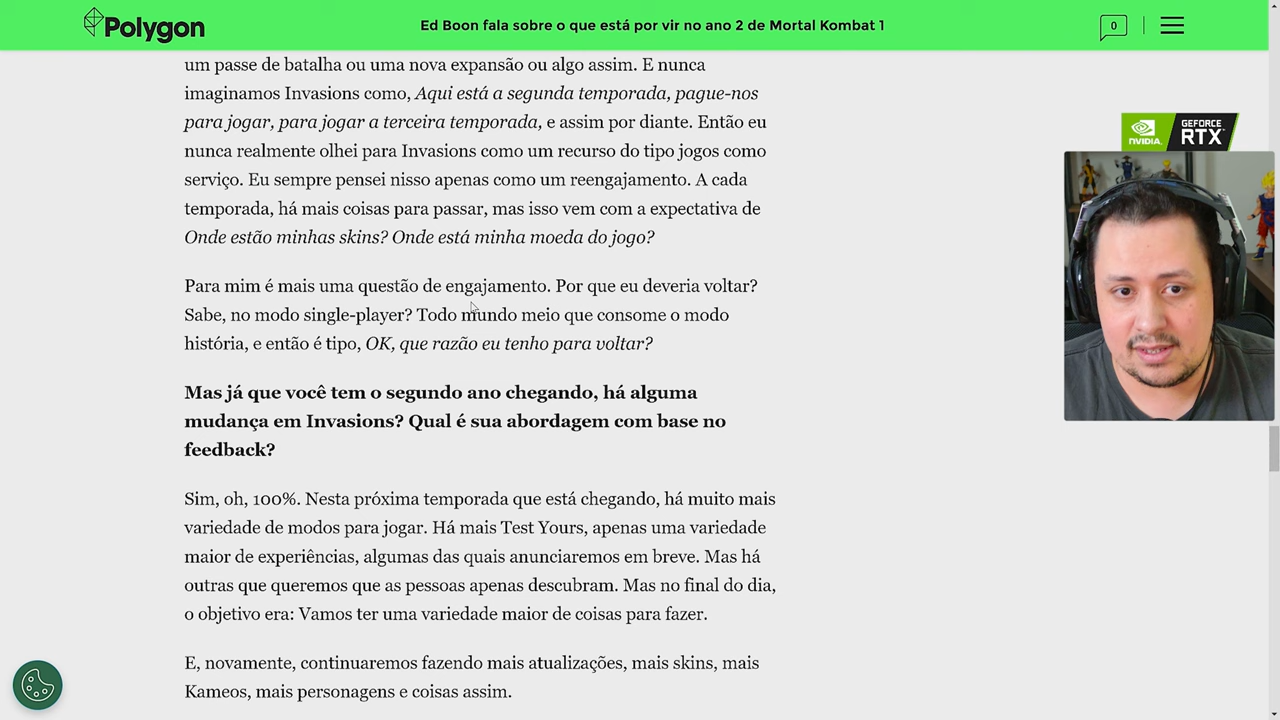 Polygon
Ed Boon fala sobre o que está por vir no ano 2 de Mortal Kombat 1
0
um passe de batalha ou uma nova expansão ou algo assim. E nunca
imaginamos Invasions como, Aqui está a segunda temporada, pague-nos
para jogar, para jogar a terceira temporada, e assim por diante. Então eu
nunca realmente olhei para Invasions como um recurso do tipo jogos como
serviço. Eu sempre pensei nisso apenas como um reengajamento. A cada
temporada, há mais coisas para passar, mas isso vem com a expectativa de
Onde estão minhas skins? Onde está minha moeda do jogo?
Para mim é mais uma questão de engajamento. Por que eu deveria voltar?
Sabe, no modo single-player? Todo mundo meio que consome o modo
história, e então é tipo, OK, que razão eu tenho para voltar?
Mas já que você tem o segundo ano chegando, há alguma
mudança em Invasions? Qual é sua abordagem com base no
feedback?
Sim, oh, 100%. Nesta próxima temporada que está chegando, há muito mais
variedade de modos para jogar. Há mais Test Yours, apenas uma variedade
maior de experiências, algumas das quais anunciaremos em breve. Mas há
outras que queremos que as pessoas apenas descubram. Mas no final do dia,
o objetivo era: Vamos ter uma variedade maior de coisas para fazer.
E, novamente, continuaremos fazendo mais atualizações, mais skins, mais
Kameos, mais personagens e coisas assim.
NVIDIA.
GEFORCE
RTX